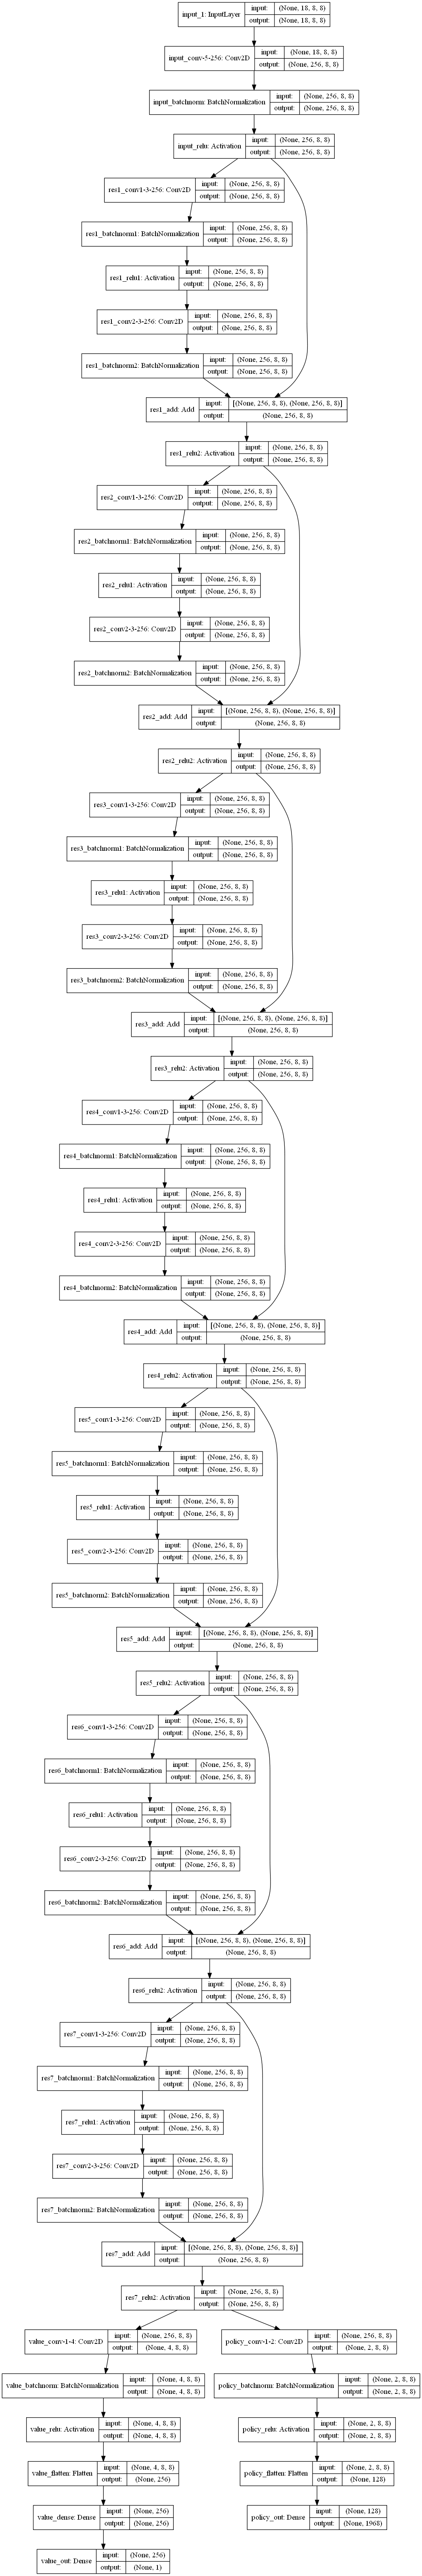 input_1: InputLayer
input: (None, 18, 8, 8)
output: (None, 18, 8, 8)
input_conv-5-256: Conv2D
input: (None, 18, 8, 8)
output: (None, 256, 8, 8)
input_batchnorm: BatchNormalization
input: (None, 256, 8, 8)
output: (None, 256, 8, 8)
input_relu: Activation
input: (None, 256, 8, 8)
output: (None, 256, 8, 8)
res1_conv1-3-256: Conv2D
input: (None, 256, 8, 8)
output: (None, 256, 8, 8)
res1_batchnorm1: BatchNormalization
input: (None, 256, 8, 8)
output: (None, 256, 8, 8)
res1_relu1: Activation
input: (None, 256, 8, 8)
output: (None, 256, 8, 8)
res1_conv2-3-256: Conv2D
input: (None, 256, 8, 8)
output: (None, 256, 8, 8)
res1_batchnorm2: BatchNormalization
input: (None, 256, 8, 8)
output: (None, 256, 8, 8)
res1_add: Add
input: [(None, 256, 8, 8), (None, 256, 8, 8)]
output: (None, 256, 8, 8)
res1_relu2: Activation
input: (None, 256, 8, 8)
output: (None, 256, 8, 8)
res2_conv1-3-256: Conv2D
input: (None, 256, 8, 8)
output: (None, 256, 8, 8)
res2_batchnorm1: BatchNormalization
input: (None, 256, 8, 8)
output: (None, 256, 8, 8)
res2_relu1: Activation
input: (None, 256, 8, 8)
output: (None, 256, 8, 8)
res2_conv2-3-256: Conv2D
input: (None, 256, 8, 8)
output: (None, 256, 8, 8)
res2_batchnorm2: BatchNormalization
input: (None, 256, 8, 8)
output: (None, 256, 8, 8)
res2_add: Add
input: [(None, 256, 8, 8), (None, 256, 8, 8)]
output: (None, 256, 8, 8)
res2_relu2: Activation
input: (None, 256, 8, 8)
output: (None, 256, 8, 8)
res3_conv1-3-256: Conv2D
input: (None, 256, 8, 8)
output: (None, 256, 8, 8)
res3_batchnorm1: BatchNormalization
input: (None, 256, 8, 8)
output: (None, 256, 8, 8)
res3_relu1: Activation
input: (None, 256, 8, 8)
output: (None, 256, 8, 8)
res3_conv2-3-256: Conv2D
input: (None, 256, 8, 8)
output: (None, 256, 8, 8)
res3_batchnorm2: BatchNormalization
input: (None, 256, 8, 8)
output: (None, 256, 8, 8)
res3_add: Add
input: [(None, 256, 8, 8), (None, 256, 8, 8)]
output: (None, 256, 8, 8)
res3_relu2: Activation
input: (None, 256, 8, 8)
output: (None, 256, 8, 8)
res4_conv1-3-256: Conv2D
input: (None, 256, 8, 8)
output: (None, 256, 8, 8)
res4_batchnorm1: BatchNormalization
input: (None, 256, 8, 8)
output: (None, 256, 8, 8)
res4_relu1: Activation
input: (None, 256, 8, 8)
output: (None, 256, 8, 8)
res4_conv2-3-256: Conv2D
input: (None, 256, 8, 8)
output: (None, 256, 8, 8)
res4_batchnorm2: BatchNormalization
input: (None, 256, 8, 8)
output: (None, 256, 8, 8)
res4_add: Add
input: [(None, 256, 8, 8), (None, 256, 8, 8)]
output: (None, 256, 8, 8)
res4_relu2: Activation
input: (None, 256, 8, 8)
output: (None, 256, 8, 8)
res5_conv1-3-256: Conv2D
input: (None, 256, 8, 8)
output: (None, 256, 8, 8)
res5_batchnorm1: BatchNormalization
input: (None, 256, 8, 8)
output: (None, 256, 8, 8)
res5_relu1: Activation
input: (None, 256, 8, 8)
output: (None, 256, 8, 8)
res5_conv2-3-256: Conv2D
input: (None, 256, 8, 8)
output: (None, 256, 8, 8)
res5_batchnorm2: BatchNormalization
input: (None, 256, 8, 8)
output: (None, 256, 8, 8)
res5_add: Add
input: [(None, 256, 8, 8), (None, 256, 8, 8)]
output: (None, 256, 8, 8)
res5_relu2: Activation
input: (None, 256, 8, 8)
output: (None, 256, 8, 8)
res6_conv1-3-256: Conv2D
input: (None, 256, 8, 8)
output: (None, 256, 8, 8)
res6_batchnorm1: BatchNormalization
input: (None, 256, 8, 8)
output: (None, 256, 8, 8)
res6_relu1: Activation
input: (None, 256, 8, 8)
output: (None, 256, 8, 8)
res6_conv2-3-256: Conv2D
input: (None, 256, 8, 8)
output: (None, 256, 8, 8)
res6_batchnorm2: BatchNormalization
input: (None, 256, 8, 8)
output: (None, 256, 8, 8)
res6_add: Add
input: [(None, 256, 8, 8), (None, 256, 8, 8)]
output: (None, 256, 8, 8)
res6_relu2: Activation
input: (None, 256, 8, 8)
output: (None, 256, 8, 8)
res7_conv1-3-256: Conv2D
input: (None, 256, 8, 8)
output: (None, 256, 8, 8)
res7_batchnorm1: BatchNormalization
input: (None, 256, 8, 8)
output: (None, 256, 8, 8)
res7_relu1: Activation
input: (None, 256, 8, 8)
output: (None, 256, 8, 8)
res7_conv2-3-256: Conv2D
input: (None, 256, 8, 8)
output: (None, 256, 8, 8)
res7_batchnorm2: BatchNormalization
input: (None, 256, 8, 8)
output: (None, 256, 8, 8)
res7_add: Add
input: [(None, 256, 8, 8), (None, 256, 8, 8)]
output: (None, 256, 8, 8)
res7_relu2: Activation
input: (None, 256, 8, 8)
output: (None, 256, 8, 8)
value_conv-1-4: Conv2D
input: (None, 256, 8, 8)
output: (None, 4, 8, 8)
policy_conv-1-2: Conv2D
input: (None, 256, 8, 8)
output: (None, 2, 8, 8)
value_batchnorm: BatchNormalization
input: (None, 4, 8, 8)
output: (None, 4, 8, 8)
policy_batchnorm: BatchNormalization
input: (None, 2, 8, 8)
output: (None, 2, 8, 8)
value_relu: Activation
input: (None, 4, 8, 8)
output: (None, 4, 8, 8)
policy_relu: Activation
input: (None, 2, 8, 8)
output: (None, 2, 8, 8)
value_flatten: Flatten
input: (None, 4, 8, 8)
output: (None, 256)
policy_flatten: Flatten
input: (None, 2, 8, 8)
output: (None, 128)
value_dense: Dense
input: (None, 256)
output: (None, 256)
policy_out: Dense
input: (None, 128)
output: (None, 1968)
value_out: Dense
input: (None, 256)
output: (None, 1)